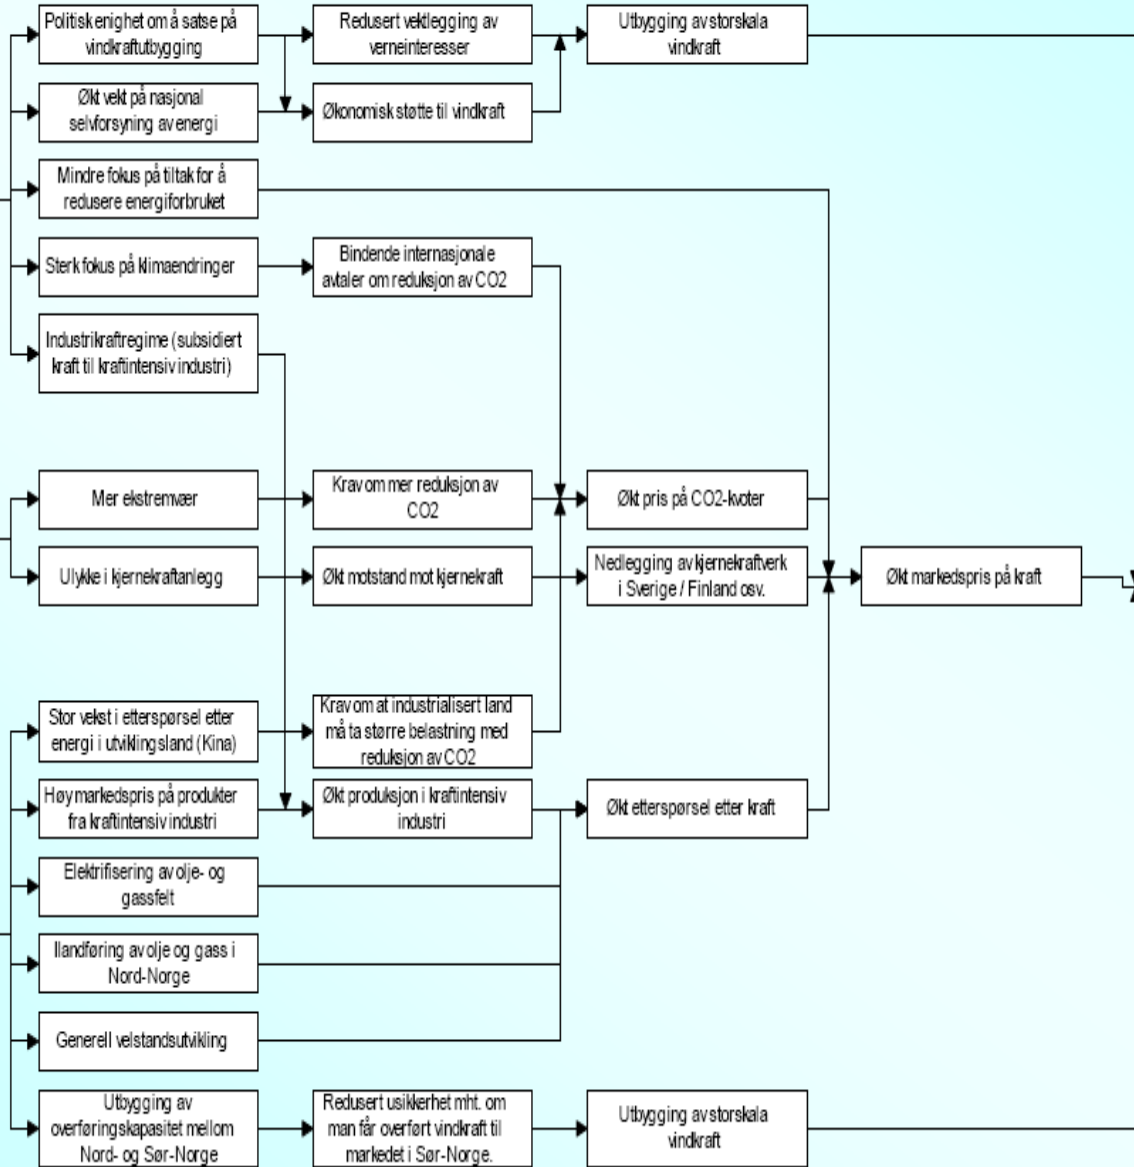 Politisk enighet om å satse på
vindkraftutbygging
Redusert vektlegging av
verneinteresser
Utbygging av storskala
vindkraft
Økt vekt på nasjonal
selvforsyning av energi
Økonomisk støtte til vindkraft
Mindre fokus på tiltak for å
redusere energiforbruket
Sterk fokus på klimaendringer
Bindende internasjonale
avtaler om reduksjon av CO2
Industrikraftregime (subsidiert
kraft til kraftintensiv industri)
Mer ekstremvær
Krav om mer reduksjon av
CO2
Økt pris på CO2-kvoter
Ulykke i kjernekraftanlegg
Økt motstand mot kjernekraft
Nedlegging av kjernekraftverk
i Sverige / Finland osv.
Økt markedspris på kraft
Stor vekst i etterspørsel etter
energi i utviklingsland (Kina)
Krav om at industrialisert land
må ta større belastning med
reduksjon av CO2
Høy markedspris på produkter
fra kraftintensiv industri
Økt produksjon i kraftintensiv
industri
Økt etterspørsel etter kraft
Elektrifisering av olje- og
gassfelt
Ilandføring av olje og gass i
Nord-Norge
Generell velstandsutvikling
Utbygging av
overføringskapasitet mellom
Nord- og Sør-Norge
Redusert usikkerhet mht. om
man får overført vindkraft til
markedet i Sør-Norge.
Utbygging av storskala
vindkraft